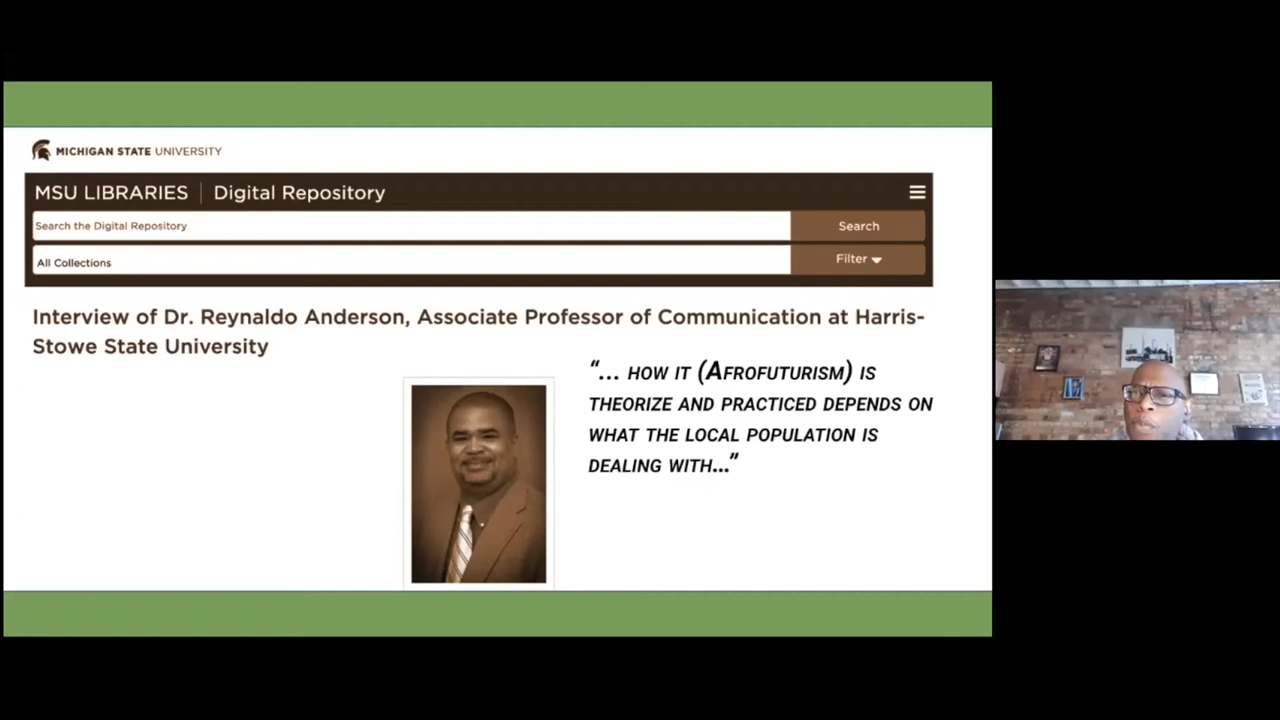 MICHIGAN STATE UNIVERSITY
MSU LIBRARIES | Digital Repository
Search the Digital Repository
Search
All Collections
Filter
Interview of Dr. Reynaldo Anderson, Associate Professor of Communication at Harris-
Stowe State University
“... HOW IT (AFROFUTURISM) IS
THEORIZE AND PRACTICED DEPENDS ON
WHAT THE LOCAL POPULATION IS
DEALING WITH...”